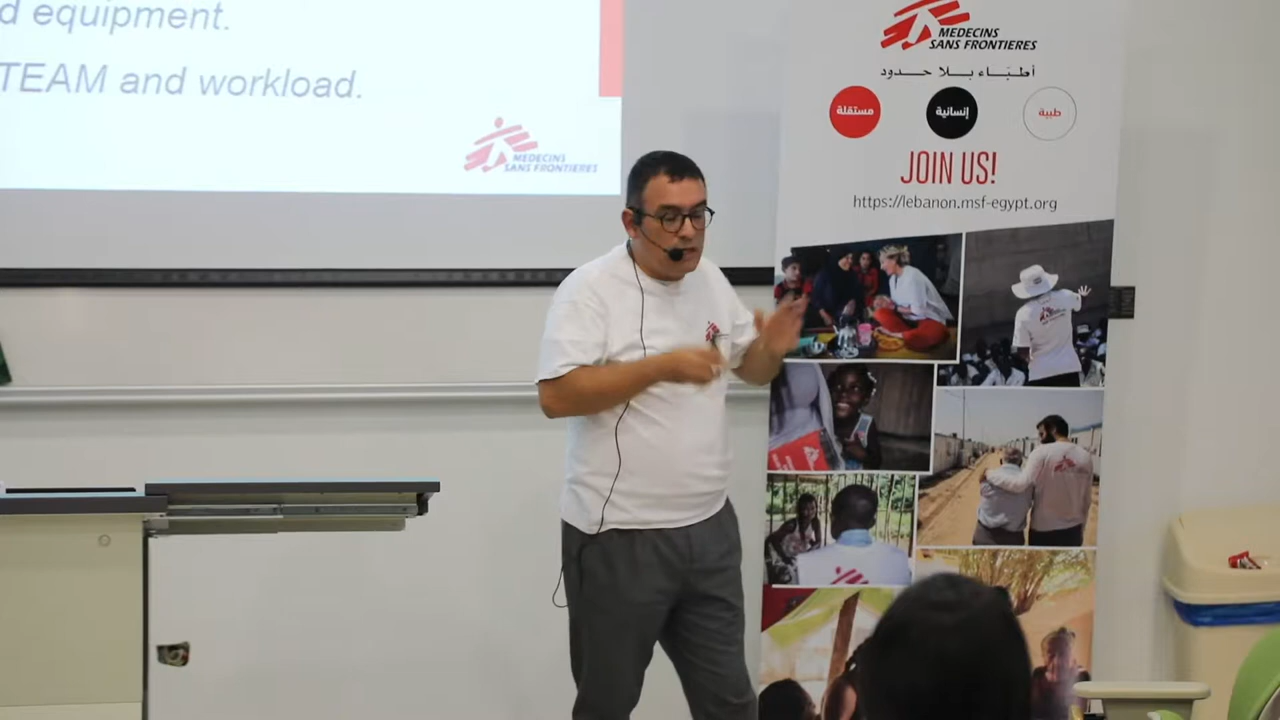 d equipment.
TEAM and workload.
MEDECINS
SANS FRONTIERES
MEDECINS
SANS FRONTIERES
أطباء بلا حدود
مستقلة
إنسانية
طبية
JOIN US!
https://lebanon.msf-egypt.org